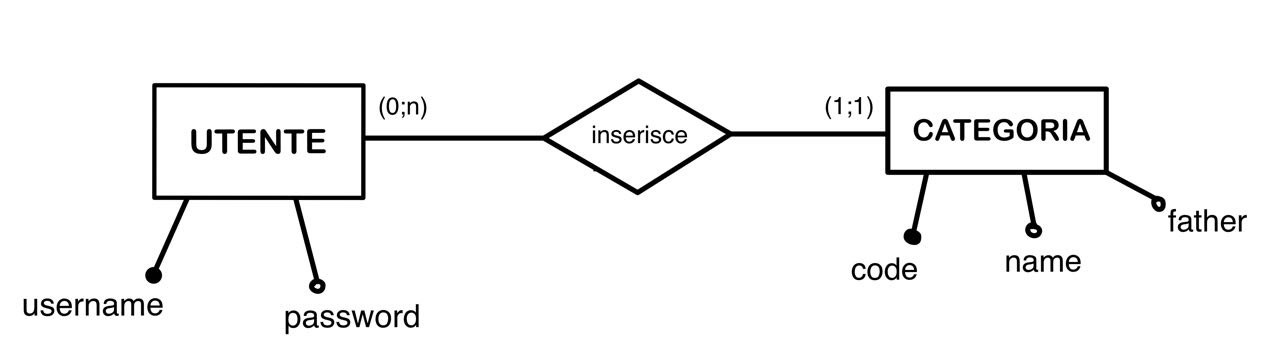 (0;n)
(1;1)
UTENTE
inserisce
CATEGORIA
father
code
name
username
password